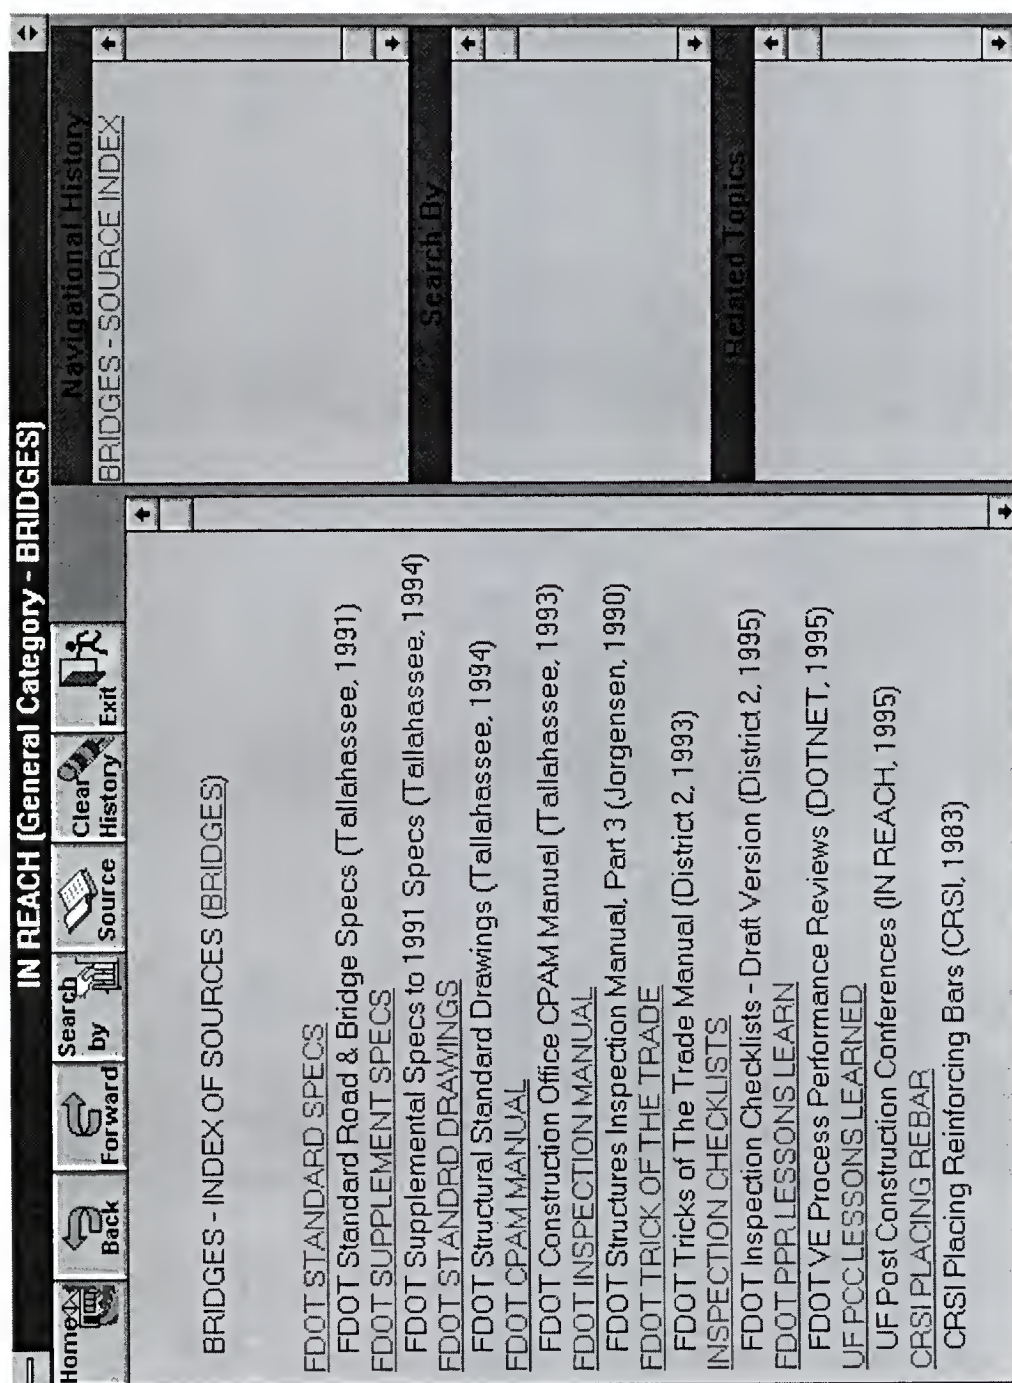 IN REACH (General Category - BRIDGES)
Home
Back
Forward
Search
by
Source
Clear
History
Exit
BRIDGES - INDEX OF SOURCES (BRIDGES)
FDOT STANDARD SPECS
FDOT Standard Road & Bridge Specs (Tallahassee, 1991)
FDOT SUPPLEMENT SPECS
FDOT Supplemental Specs to 1991 Specs (Tallahassee, 1994)
FDOT STANDRD DRAWINGS
FDOT Structural Standard Drawings (Tallahassee, 1994)
FDOT CPAM MANUAL
FDOT Construction Office CPAM Manual (Tallahassee, 1993)
FDOT INSPECTION MANUAL
FDOT Structures Inspection Manual, Part 3 (Jorgensen, 1990)
FDOT TRICK OF THE TRADE
FDOT Tricks of The Trade Manual (District 2, 1993)
INSPECTION CHECKLISTS
FDOT Inspection Checklists - Draft Version (District 2, 1995)
FDOT PPR LESSONS LEARN
FDOT VE Process Performance Reviews (DOTNET, 1995)
UF PCC LESSONS LEARNED
UF Post Construction Conferences (IN REACH, 1995)
CRSI PLACING REBAR
CRSI Placing Reinforcing Bars (CRSI, 1983)
Navigational History
BRIDGES - SOURCE INDEX
Search By
Related Topics